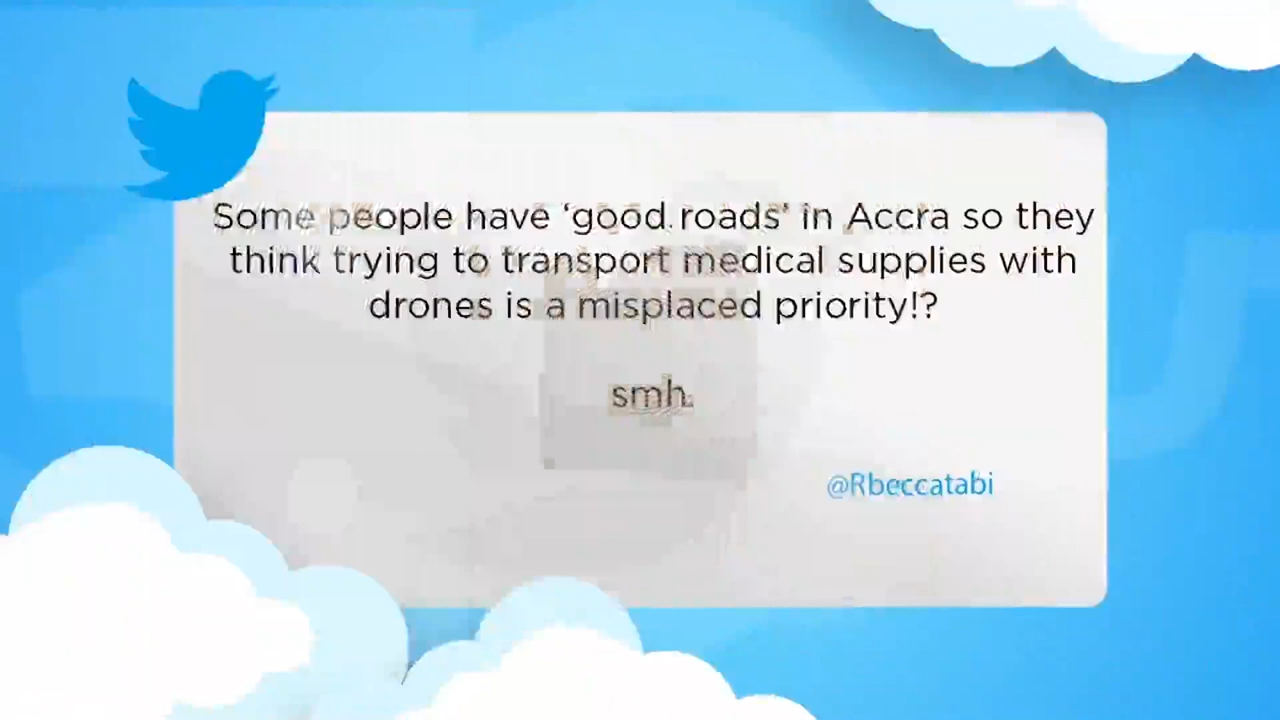 Some people have ‘good roads’ in Accra so they
think trying to transport medical supplies with
drones is a misplaced priority!?
smh.
@Rbeccatabi